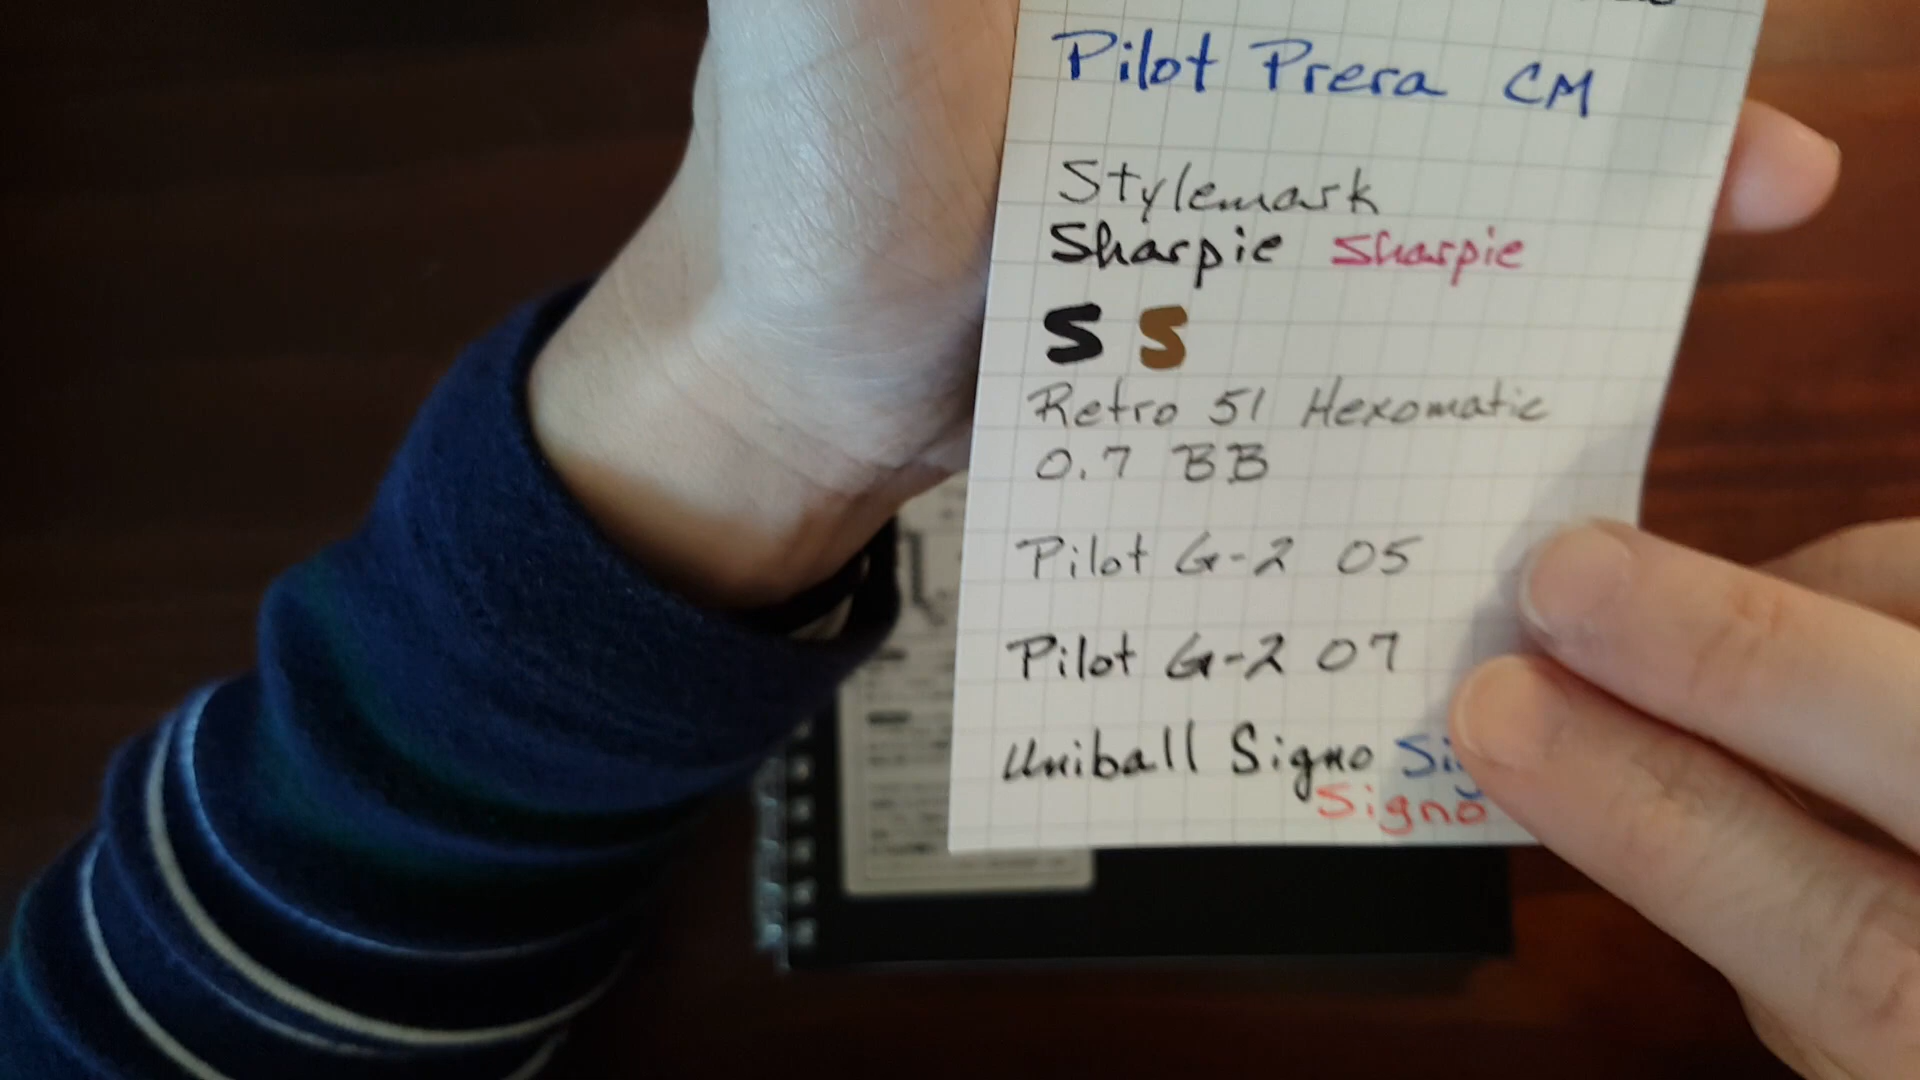 Pilot Prera CM
Stylemark
Sharpie Sharpie
S S
Retro 51 Hexomatic
0.7 BB
Pilot G-2 05
Pilot G-2 07
Uniball Signo Si
Signo